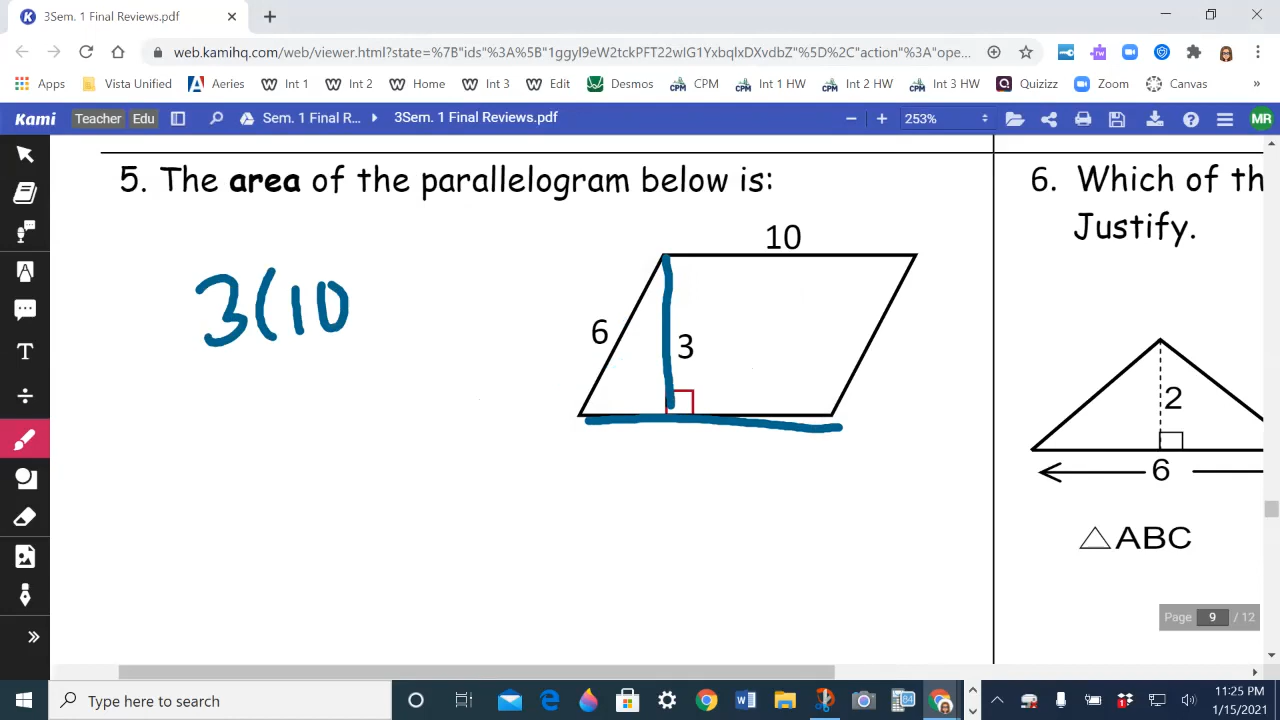 3Sem. 1 Final Reviews.pdf
web.kamihq.com/web/viewer.html?state=%7B"ids"%3A%5B"1ggyI9eW2tckPFT22wIG1YxSqqIxDXvdbZ"%5D%2C"action"%3A"ope...
Apps Vista Unified Aeries Int 1 Int 2 Home Int 3 Edit Desmos CPM Int 1 HW Int 2 HW Int 3 HW Quizizz Zoom Canvas »
Kami Teacher Edu Sem. 1 Final R... 3Sem. 1 Final Reviews.pdf 253% MR
5. The area of the parallelogram below is:
10
3(10
6
3
6. Which of th
Justify.
2
6
△ABC
Page 9 / 12
Type here to search
11:25 PM
1/15/2021